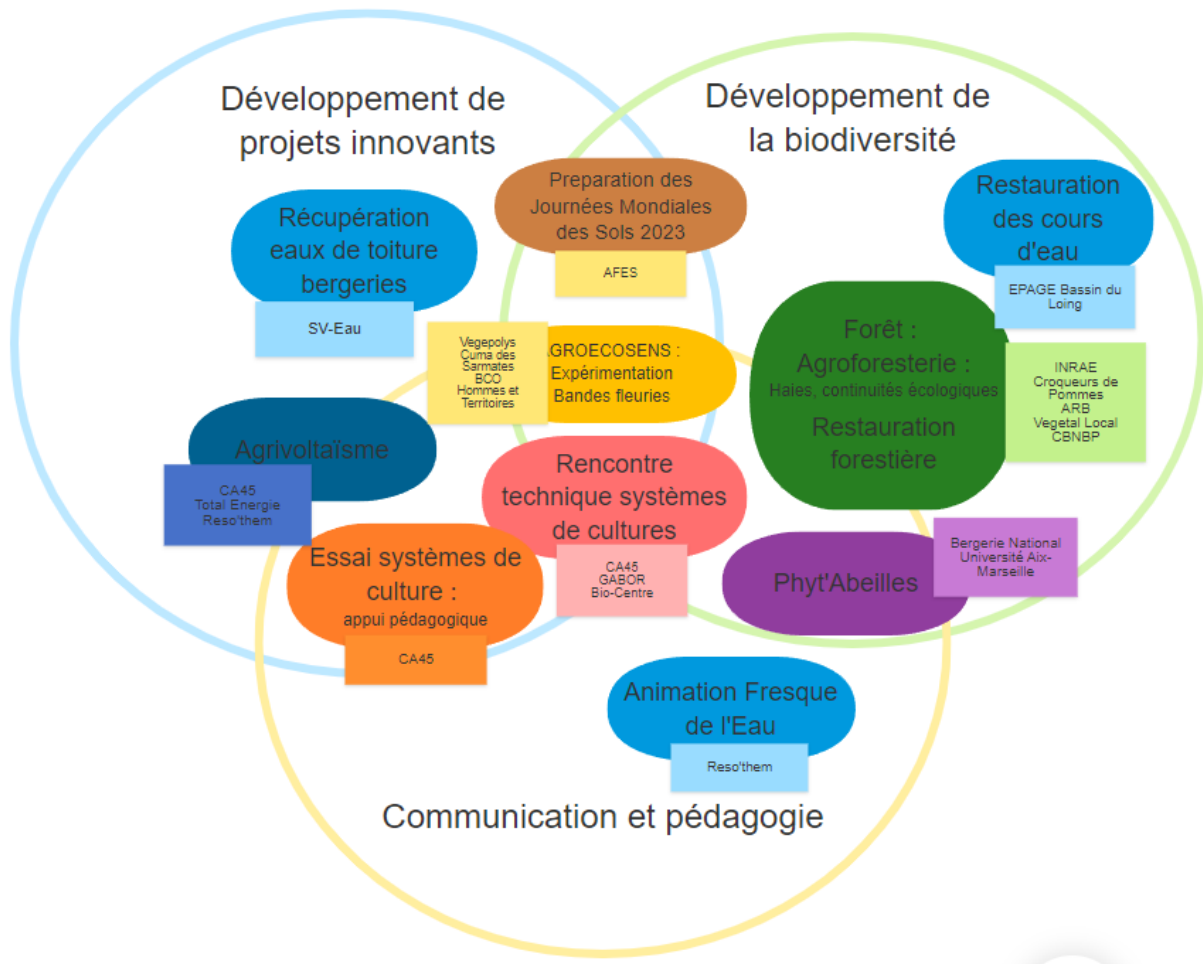 Développement de
projets innovants
Développement de
la biodiversité
Preparation des
Journées Mondiales
des Sols 2023
AFES
Restauration
des cours
d'eau
EPAGE Bassin du
Loing
Récupération
eaux de toiture
bergeries
SV-Eau
Vegepolys
Cuma des
Sarmates
BCO
Hommes et
Territoires
GROECOSENS :
Expérimentation
Bandes fleuries
Forêt :
Agroforesterie :
Haies, continuités écologiques
Restauration
forestière
INRAE
Croqueurs de
Pommes
ARB
Vegetal Local
CBNBP
Agrivoltaïsme
CA45
Total Energie
Reso'them
Rencontre
technique systèmes
de cultures
CA45
GABOR
Bio-Centre
Essai systèmes de
culture :
appui pédagogique
CA45
Phyt'Abeilles
Bergerie National
Université Aix-
Marseille
Animation Fresque
de l'Eau
Reso'them
Communication et pédagogie